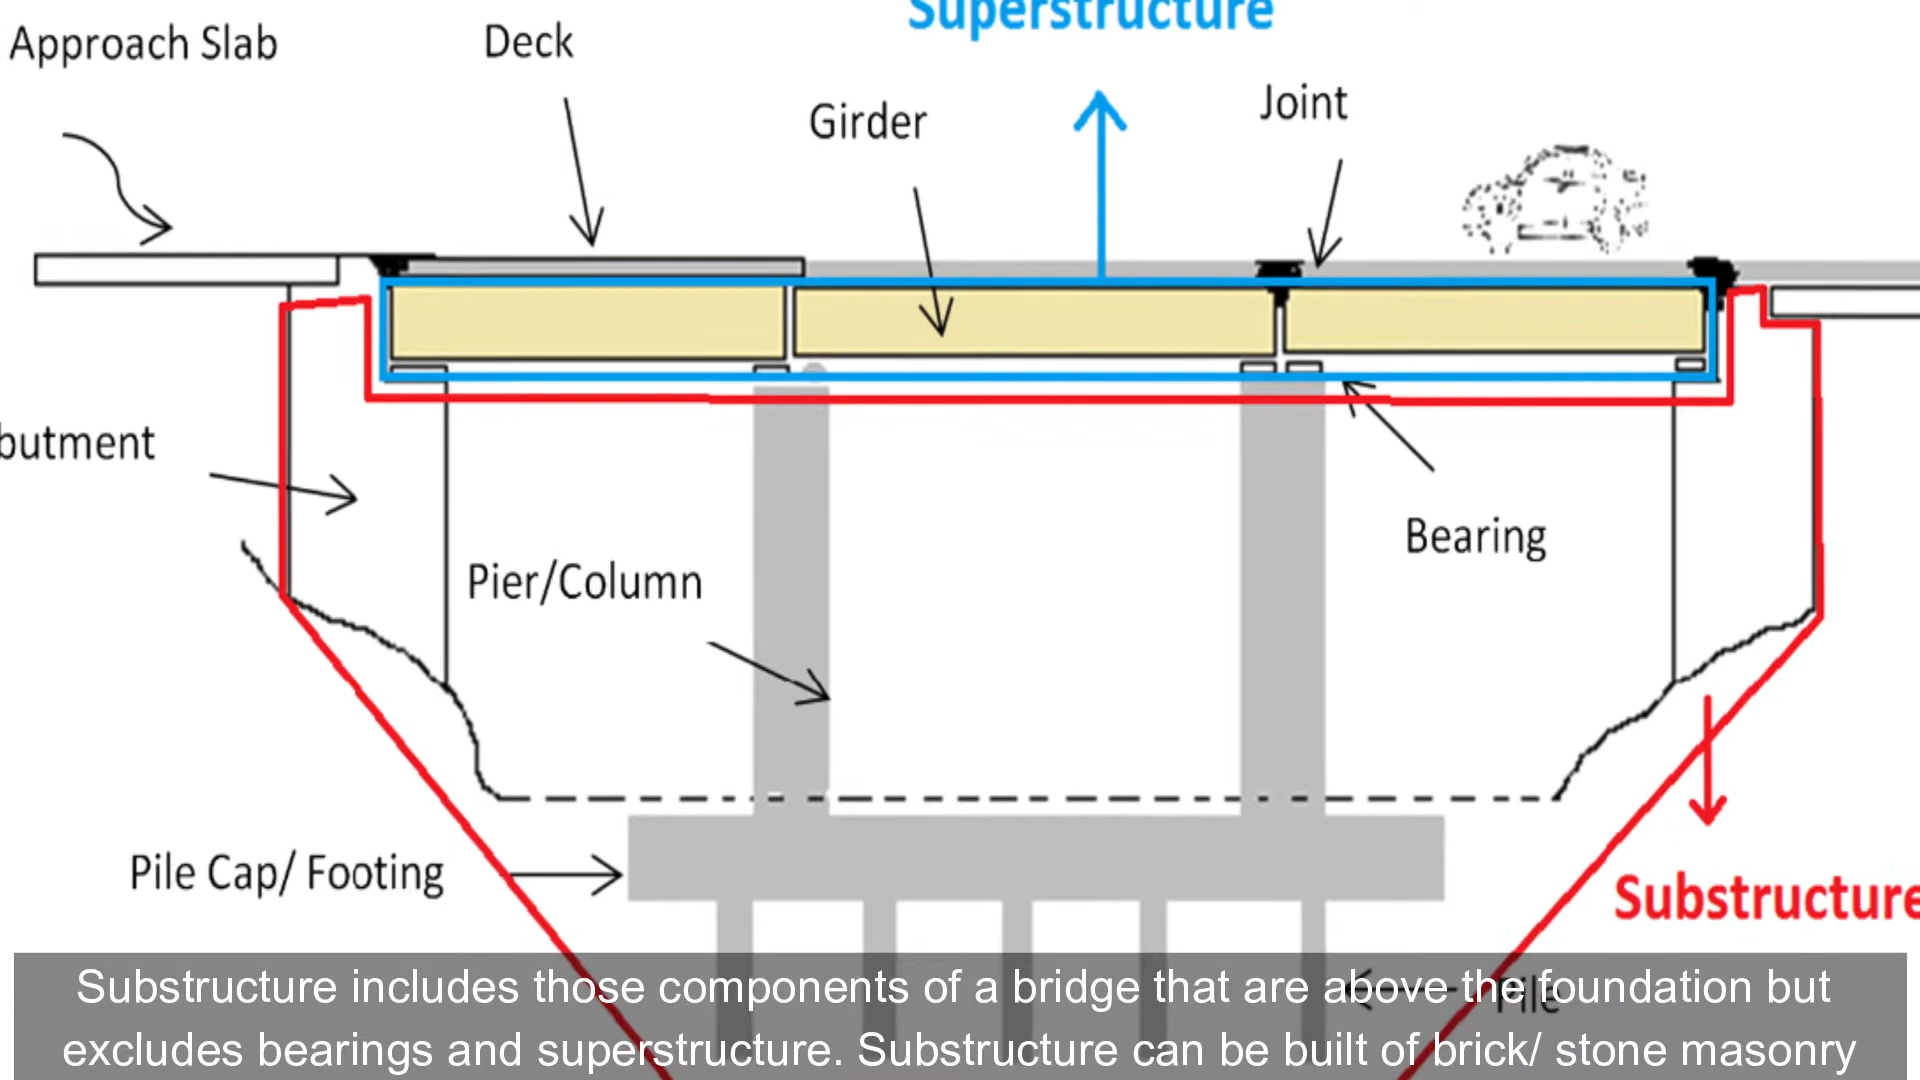 Superstructure
Approach Slab
Deck
Joint
Girder
butment
Bearing
Pier/Column
Pile Cap/ Footing
Substructure
Pile
Substructure includes those components of a bridge that are above the foundation but
excludes bearings and superstructure. Substructure can be built of brick/ stone masonry